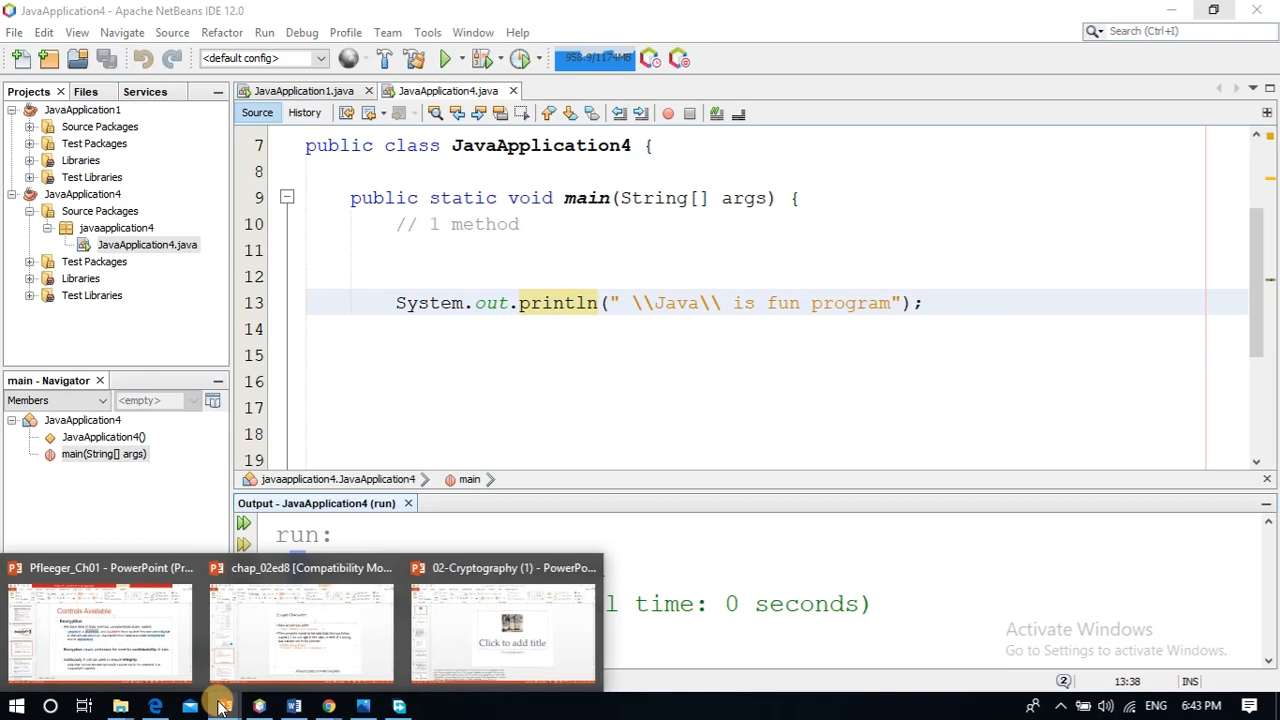 JavaApplication4 - Apache NetBeans IDE 12.0
File Edit View Navigate Source Refactor Run Debug Profile Team Tools Window Help
Search (Ctrl+I)
<default config>
958.9/1174MB
Projects Files Services
JavaApplication1
Source Packages
Test Packages
Libraries
Test Libraries
JavaApplication4
Source Packages
javaapplication4
JavaApplication4.java
Test Packages
Libraries
Test Libraries
main - Navigator
Members
<empty>
JavaApplication4
JavaApplication4()
main(String[] args)
JavaApplication1.java JavaApplication4.java
Source History
7 public class JavaApplication4 {
8
9 public static void main(String[] args) {
10 // 1 method
11
12
13 System.out.println(" \\Java\\ is fun program");
14
15
16
17
18
19
javaapplication4.JavaApplication4 main
Output - JavaApplication4 (run)
run:
l time: 0 seconds)
Pfleeger_Ch01 - PowerPoint (Pr...
chap_02ed8 [Compatibility Mo...
02-Cryptography (1) - PowerPo...
Controls Available
Encryption
Click to add title
Activate Windows
Go to Settings to activate Windows.
2 13:38 INS
ENG 6:43 PM